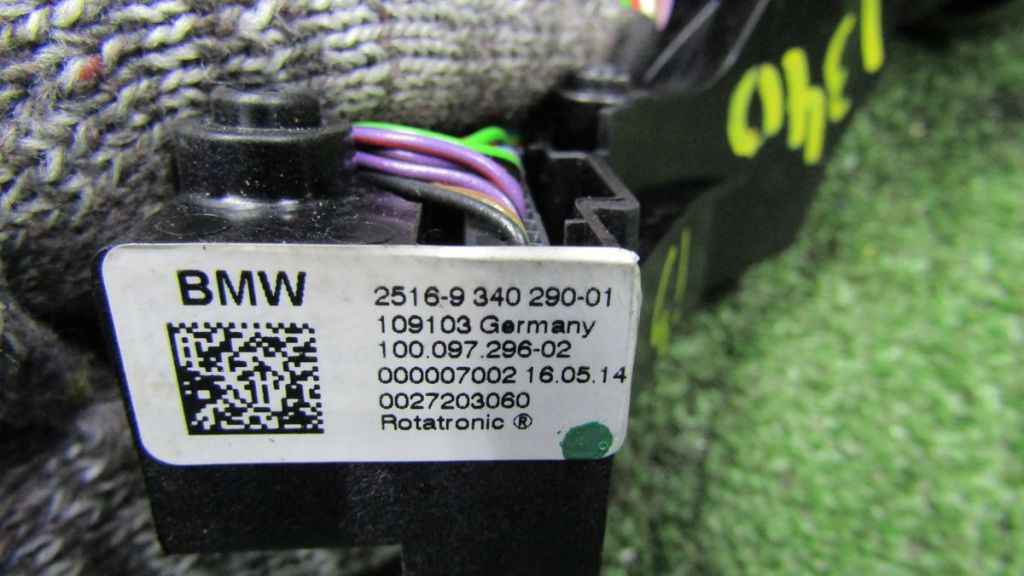 BMW
2516-9 340 290-01
109103 Germany
100.097.296-02
000007002 16.05.14
0027203060
Rotatronic ®